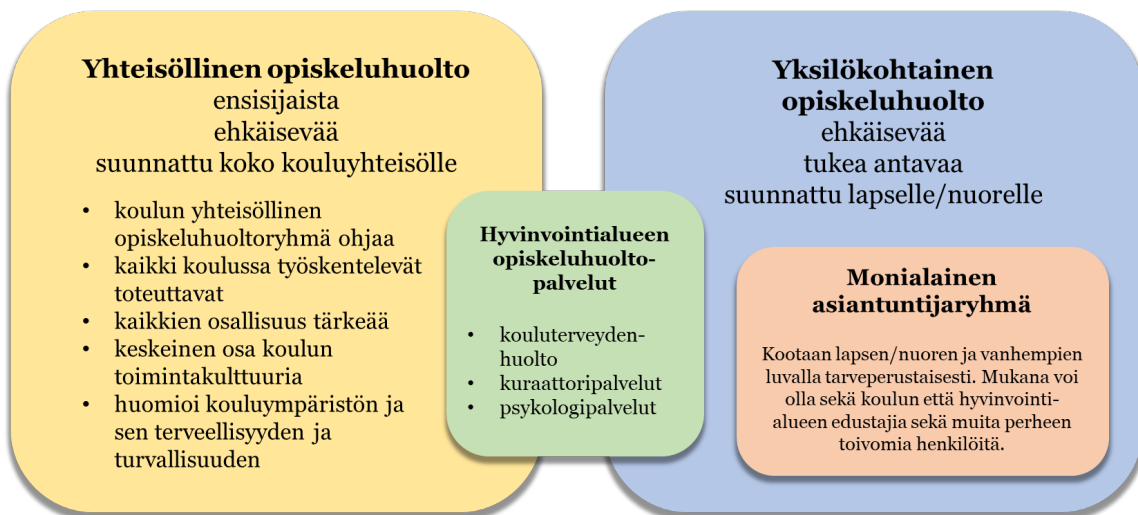 Yhteisöllinen opiskeluhuolto
ensisijaista
ehkäisevää
suunnattu koko kouluyhteisölle
• koulun yhteisöllinen
opiskeluhuoltoryhmä ohjaa
• kaikki koulussa työskentelevät
toteuttavat
• kaikkien osallisuus tärkeää
• keskeinen osa koulun
toimintakulttuuria
• huomioi kouluympäristön ja
sen terveellisyyden ja
turvallisuuden
Hyvinvointialueen
opiskeluhuolto-
palvelut
• kouluterveyden-
huolto
• kuraattoripalvelut
• psykologipalvelut
Yksilökohtainen
opiskeluhuolto
ehkäisevää
tukea antavaa
suunnattu lapselle/nuorelle
Monialainen
asiantuntijaryhmä
Kootaan lapsen/nuoren ja vanhempien
luvalla tarveperustaisesti. Mukana voi
olla sekä koulun että hyvinvointi-
alueen edustajia sekä muita perheen
toivomia henkilöitä.